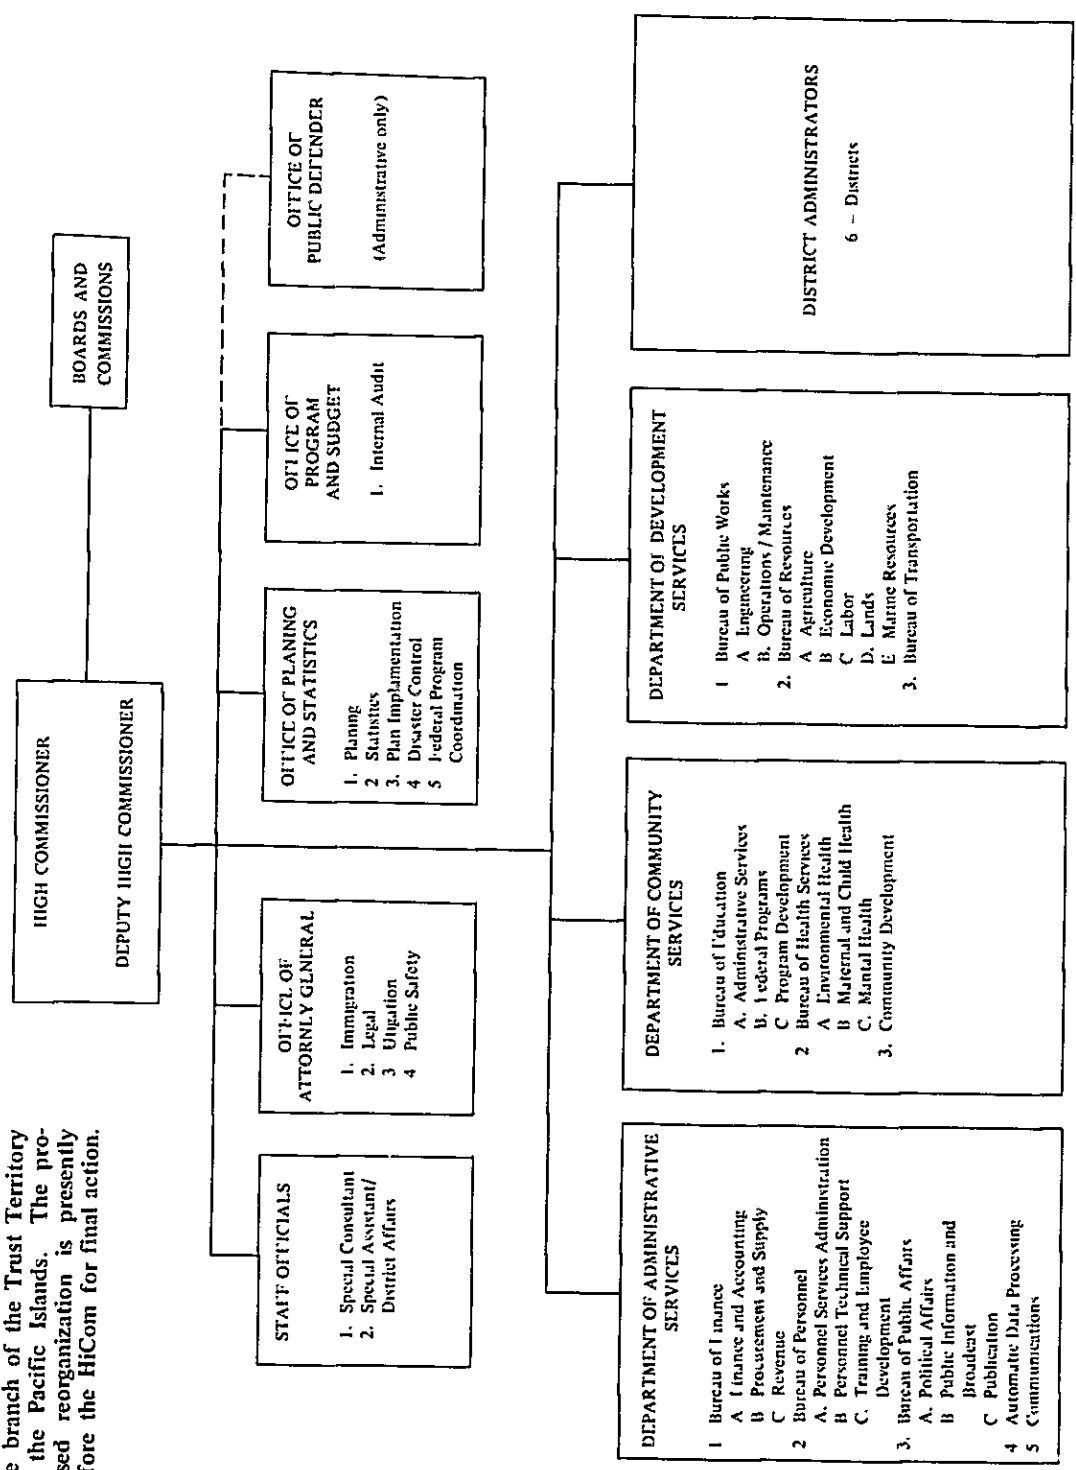 e branch of the Trust Territory
the Pacific Islands. The pro-
sed reorganization is presently
fore the HiCom for final action.
HIGH COMMISSIONER
DEPUTY HIGH COMMISSIONER
BOARDS AND
COMMISSIONS
STAFF OFFICIALS
1. Special Consultant
2. Special Assistant/
District Affairs
OFFICE OF
ATTORNEY GENERAL
1. Immigration
2. Legal
3 Litigation
4 Public Safety
OFFICE OF PLANNING
AND STATISTICS
1. Planing
2 Statistics
3. Plan Implamentation
4 Disaster Control
5 Federal Program
Coordination
OFFICE OF
PROGRAM
AND SUDGET
1. Internal Audit
OFFICE OF
PUBLIC DEFENDER
(Administrative only)
DEPARTMENT OF ADMINISTRATIVE
SERVICES
1 Bureau of Finance
A Finance and Accounting
B Procurement and Supply
C Revenue
2 Bureau of Personnel
A. Personnel Services Administration
B Personnel Technical Support
C. Training and Employee
Development
3. Bureau of Public Affairs
A. Political Affairs
B Public Information and
Broadcast
C Publication
4 Automatic Data Processing
5 Communications
DEPARTMENT OF COMMUNITY
SERVICES
1. Bureau of Education
A. Administrative Services
B. Federal Programs
C Program Development
2 Bureau of Health Services
A Environmental Health
B Maternal and Child Health
C. Mantal Health
3. Community Development
DEPARTMENT OF DEVELOPMENT
SERVICES
1 Bureau of Public Works
A Engineering
B. Operations / Maintenance
2. Bureau of Resources
A Agriculture
B Economic Development
C Labor
D. Lands
E Marine Resources
3. Bureau of Transportation
DISTRICT ADMINISTRATORS
6 – Districts